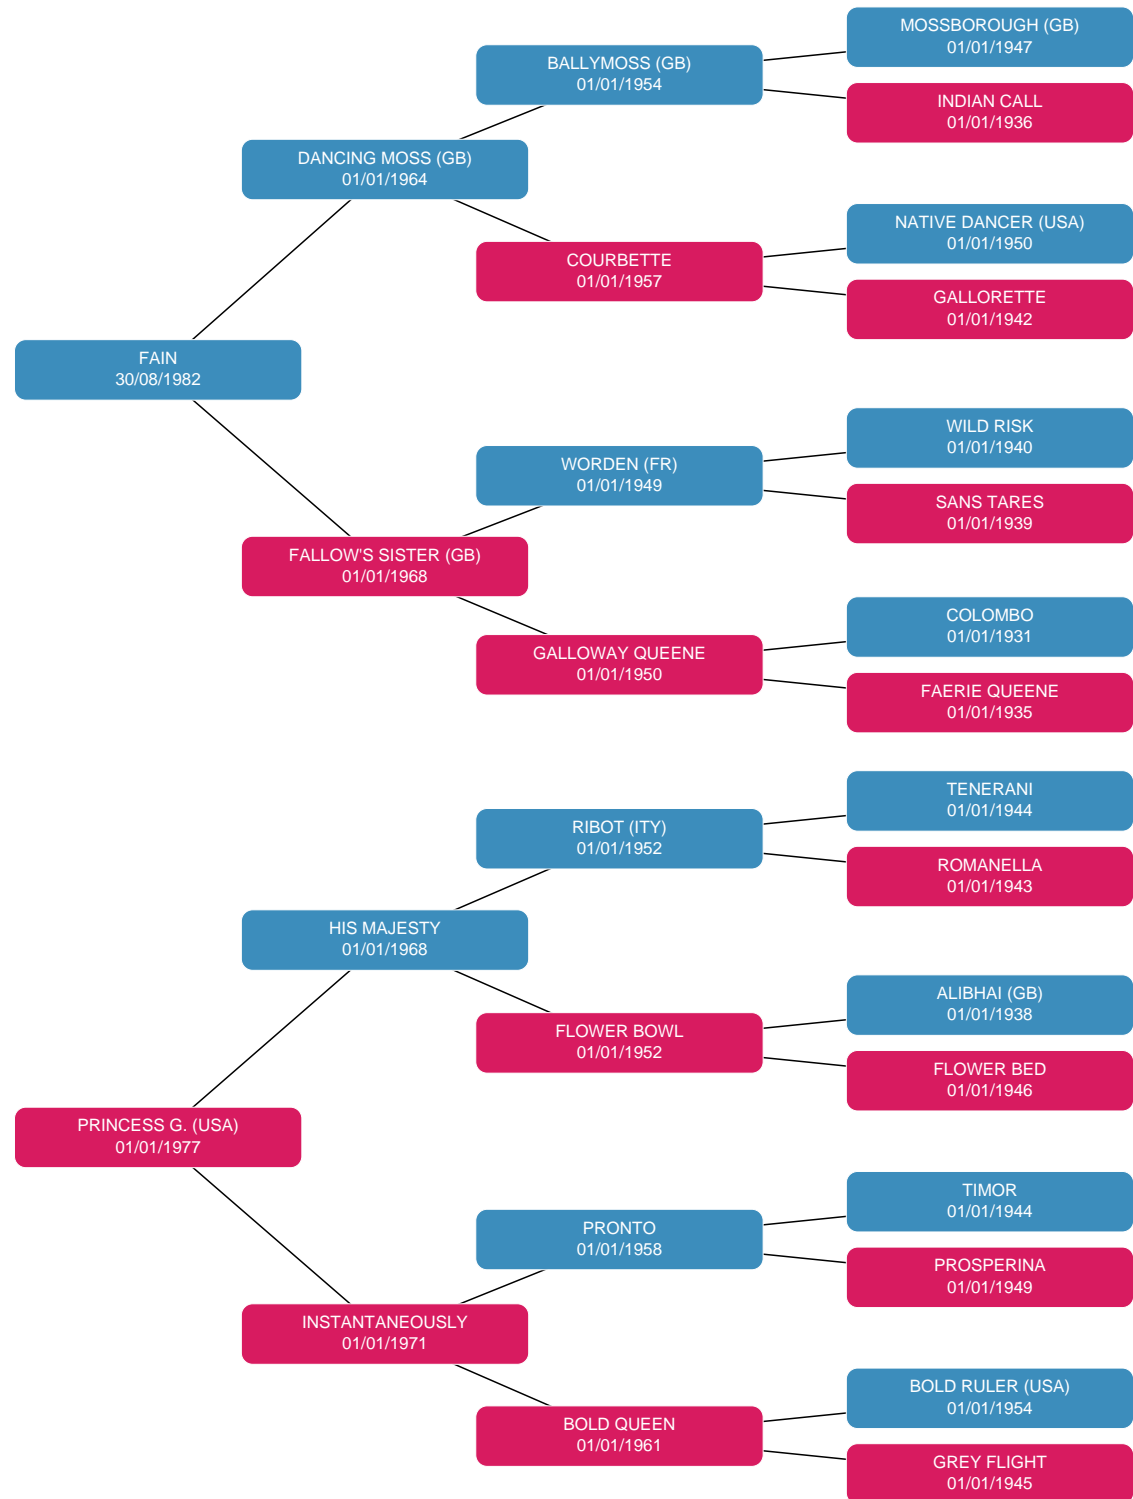 MOSSBOROUGH (GB)
01/01/1947
BALLYMOSS (GB)
01/01/1954
INDIAN CALL
01/01/1936
DANCING MOSS (GB)
01/01/1964
NATIVE DANCER (USA)
01/01/1950
COURBETTE
01/01/1957
GALLORETTE
01/01/1942
FAIN
30/08/1982
WILD RISK
01/01/1940
WORDEN (FR)
01/01/1949
SANS TARES
01/01/1939
FALLOW'S SISTER (GB)
01/01/1968
COLOMBO
01/01/1931
GALLOWAY QUEENE
01/01/1950
FAERIE QUEENE
01/01/1935
TENERANI
01/01/1944
RIBOT (ITY)
01/01/1952
ROMANELLA
01/01/1943
HIS MAJESTY
01/01/1968
ALIBHAI (GB)
01/01/1938
FLOWER BOWL
01/01/1952
FLOWER BED
01/01/1946
PRINCESS G. (USA)
01/01/1977
TIMOR
01/01/1944
PRONTO
01/01/1958
PROSPERINA
01/01/1949
INSTANTANEOUSLY
01/01/1971
BOLD RULER (USA)
01/01/1954
BOLD QUEEN
01/01/1961
GREY FLIGHT
01/01/1945